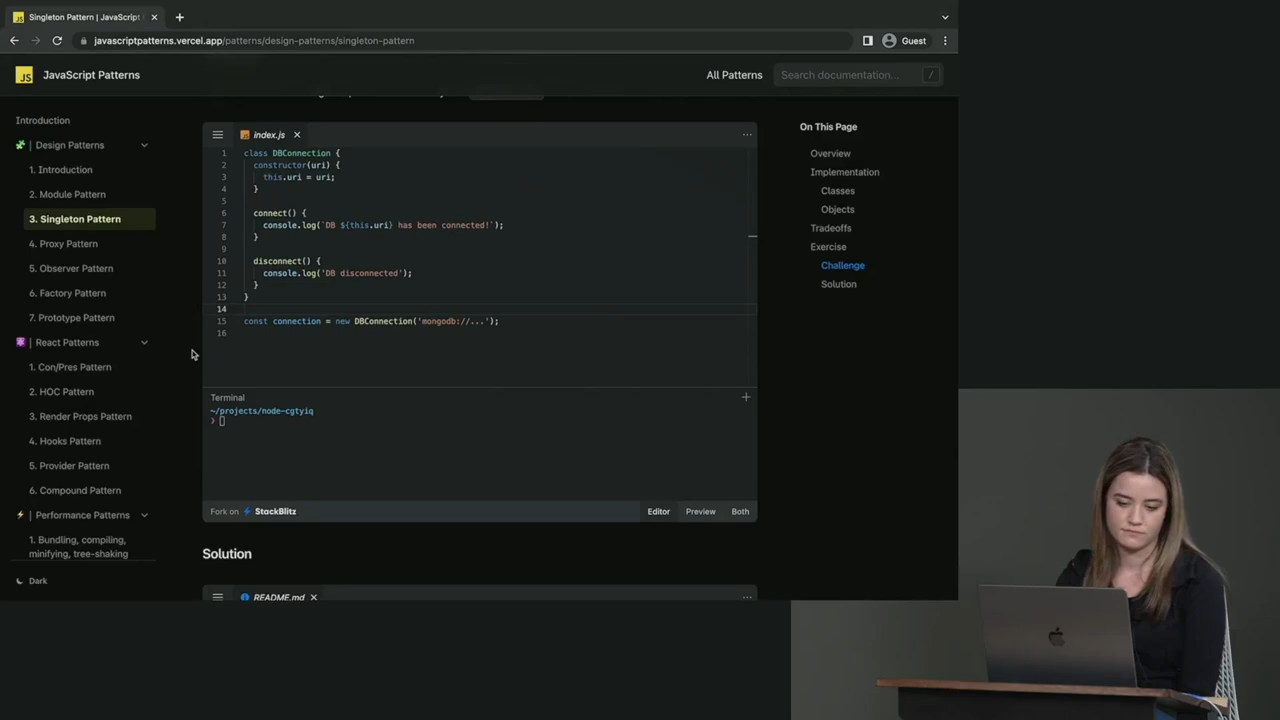 Singleton Pattern | JavaScript
javascriptpatterns.vercel.app/patterns/design-patterns/singleton-pattern
Guest
JS
JavaScript Patterns
All Patterns
Search documentation...
/
Introduction
Design Patterns
1. Introduction
2. Module Pattern
3. Singleton Pattern
4. Proxy Pattern
5. Observer Pattern
6. Factory Pattern
7. Prototype Pattern
React Patterns
1. Con/Pres Pattern
2. HOC Pattern
3. Render Props Pattern
4. Hooks Pattern
5. Provider Pattern
6. Compound Pattern
Performance Patterns
1. Bundling, compiling,
minifying, tree-shaking
Dark
index.js
1 class DBConnection {
2 constructor(uri) {
3 this.uri = uri;
4 }
5
6 connect() {
7 console.log(`DB ${this.uri} has been connected!`);
8 }
9
10 disconnect() {
11 console.log('DB disconnected');
12 }
13 }
14
15 const connection = new DBConnection('mongodb://...');
16
Terminal
~/projects/node-cgtyiq
❯
Fork on StackBlitz
Editor
Preview
Both
Solution
README.md
On This Page
Overview
Implementation
Classes
Objects
Tradeoffs
Exercise
Challenge
Solution